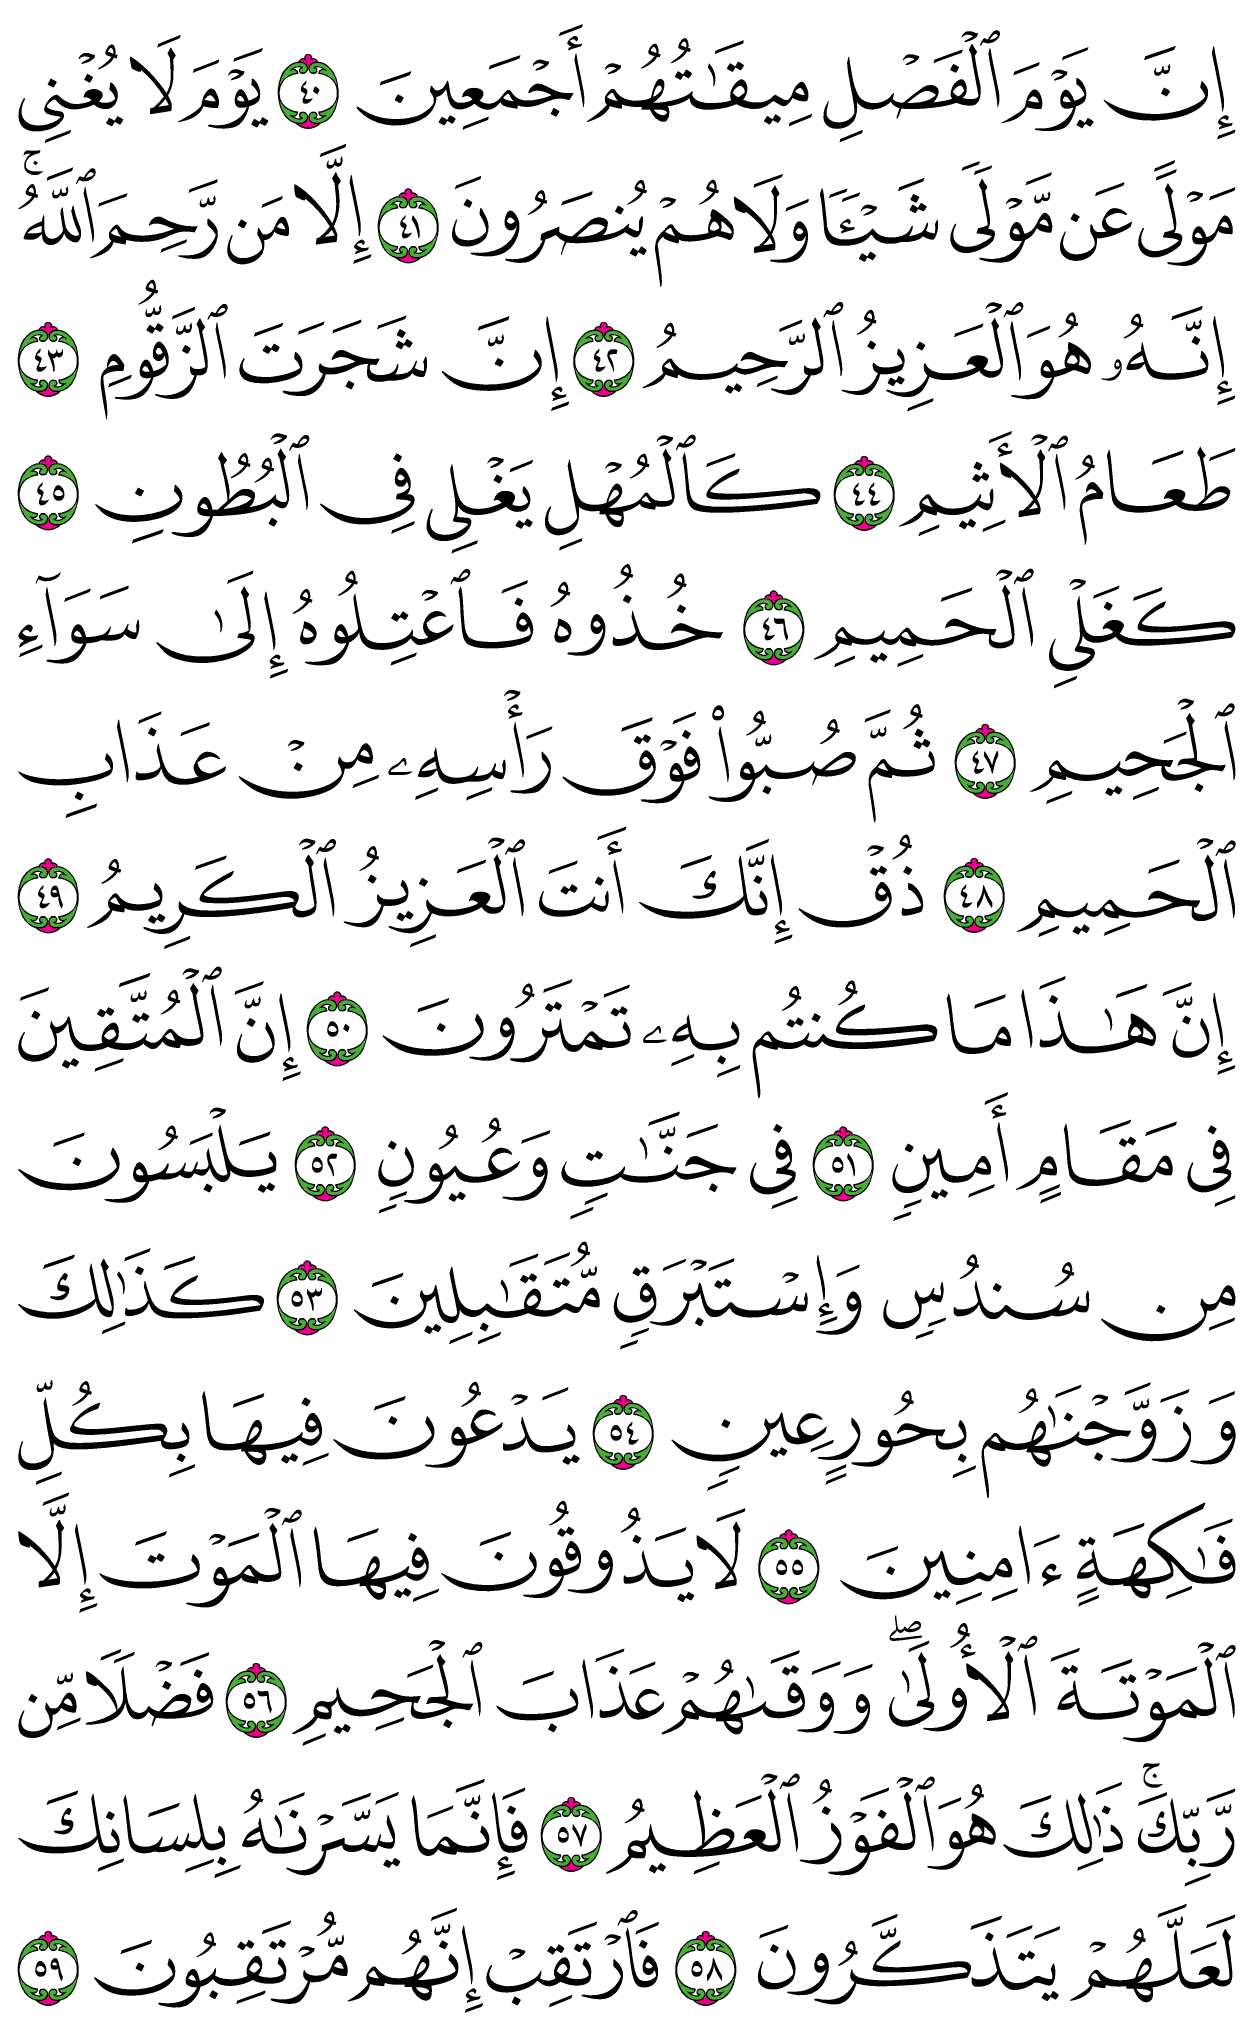 إِنَّ يَوْمَ ٱلْفَصْلِ مِيقَٰتُهُمْ أَجْمَعِينَ ٤٠ يَوْمَ لَا يُغْنِى
مَوْلًى عَن مَّوْلًى شَيْـًٔا وَلَا هُمْ يُنصَرُونَ ٤١ إِلَّا مَن رَّحِمَ ٱللَّهُۚ
إِنَّهُۥ هُوَ ٱلْعَزِيزُ ٱلرَّحِيمُ ٤٢ إِنَّ شَجَرَتَ ٱلزَّقُّومِ ٤٣
طَعَامُ ٱلْأَثِيمِ ٤٤ كَٱلْمُهْلِ يَغْلِى فِى ٱلْبُطُونِ ٤٥
كَغَلْىِ ٱلْحَمِيمِ ٤٦ خُذُوهُ فَٱعْتِلُوهُ إِلَىٰ سَوَآءِ
ٱلْجَحِيمِ ٤٧ ثُمَّ صُبُّوا۟ فَوْقَ رَأْسِهِۦ مِنْ عَذَابِ
ٱلْحَمِيمِ ٤٨ ذُقْ إِنَّكَ أَنتَ ٱلْعَزِيزُ ٱلْكَرِيمُ ٤٩
إِنَّ هَٰذَا مَا كُنتُم بِهِۦ تَمْتَرُونَ ٥٠ إِنَّ ٱلْمُتَّقِينَ
فِى مَقَامٍ أَمِينٍ ٥١ فِى جَنَّٰتٍ وَعُيُونٍ ٥٢ يَلْبَسُونَ
مِن سُندُسٍ وَإِسْتَبْرَقٍ مُّتَقَٰبِلِينَ ٥٣ كَذَٰلِكَ
وَزَوَّجْنَٰهُم بِحُورٍ عِينٍ ٥٤ يَدْعُونَ فِيهَا بِكُلِّ
فَٰكِهَةٍ ءَامِنِينَ ٥٥ لَا يَذُوقُونَ فِيهَا ٱلْمَوْتَ إِلَّا
ٱلْمَوْتَةَ ٱلْأُولَىٰۖ وَوَقَىٰهُمْ عَذَابَ ٱلْجَحِيمِ ٥٦ فَضْلًا مِّن
رَّبِّكَۚ ذَٰلِكَ هُوَ ٱلْفَوْزُ ٱلْعَظِيمُ ٥٧ فَإِنَّمَا يَسَّرْنَٰهُ بِلِسَانِكَ
لَعَلَّهُمْ يَتَذَكَّرُونَ ٥٨ فَٱرْتَقِبْ إِنَّهُم مُّرْتَقِبُونَ ٥٩